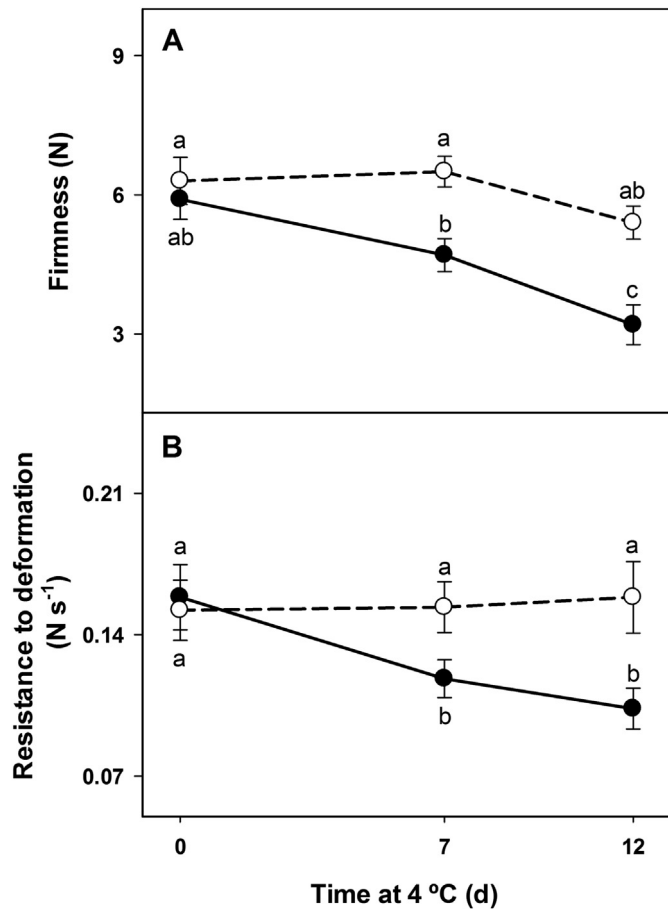 A
9
6
3
Firmness (N)
a
a
ab
ab
b
c
B
0.21
0.14
0.07
Resistance to deformation
(N s⁻¹)
a
a
a
a
b
b
0
7
12
Time at 4 ºC (d)